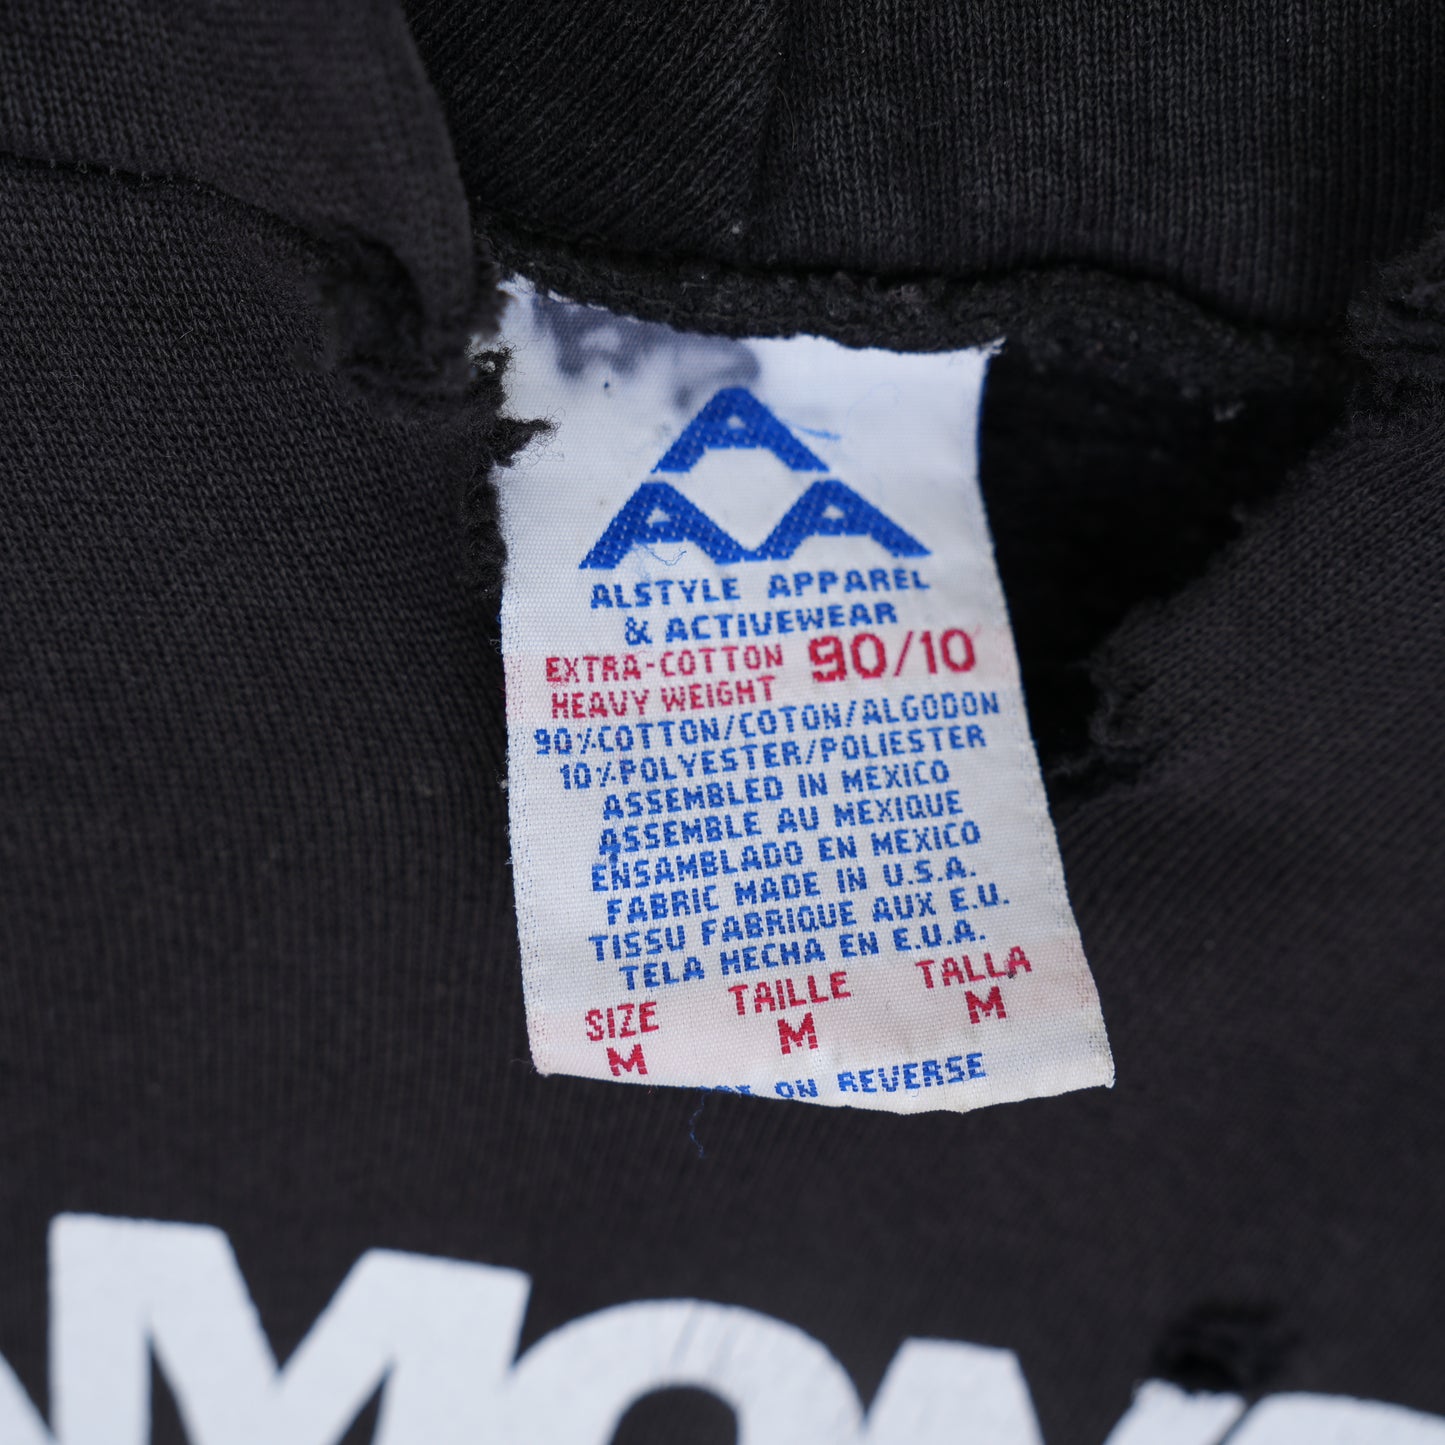 A
AA
ALSTYLE APPAREL
& ACTIVEWEAR
EXTRA-COTTON 90/10
HEAVY WEIGHT
90%COTTON/COTON/ALGODON
10%POLYESTER/POLIESTER
ASSEMBLED IN MEXICO
ASSEMBLE AU MEXIQUE
ENSAMBLADO EN MEXICO
FABRIC MADE IN U.S.A.
TISSU FABRIQUE AUX E.U.
TELA HECHA EN E.U.A.
SIZE TAILLE TALLA
M M M
ON REVERSE